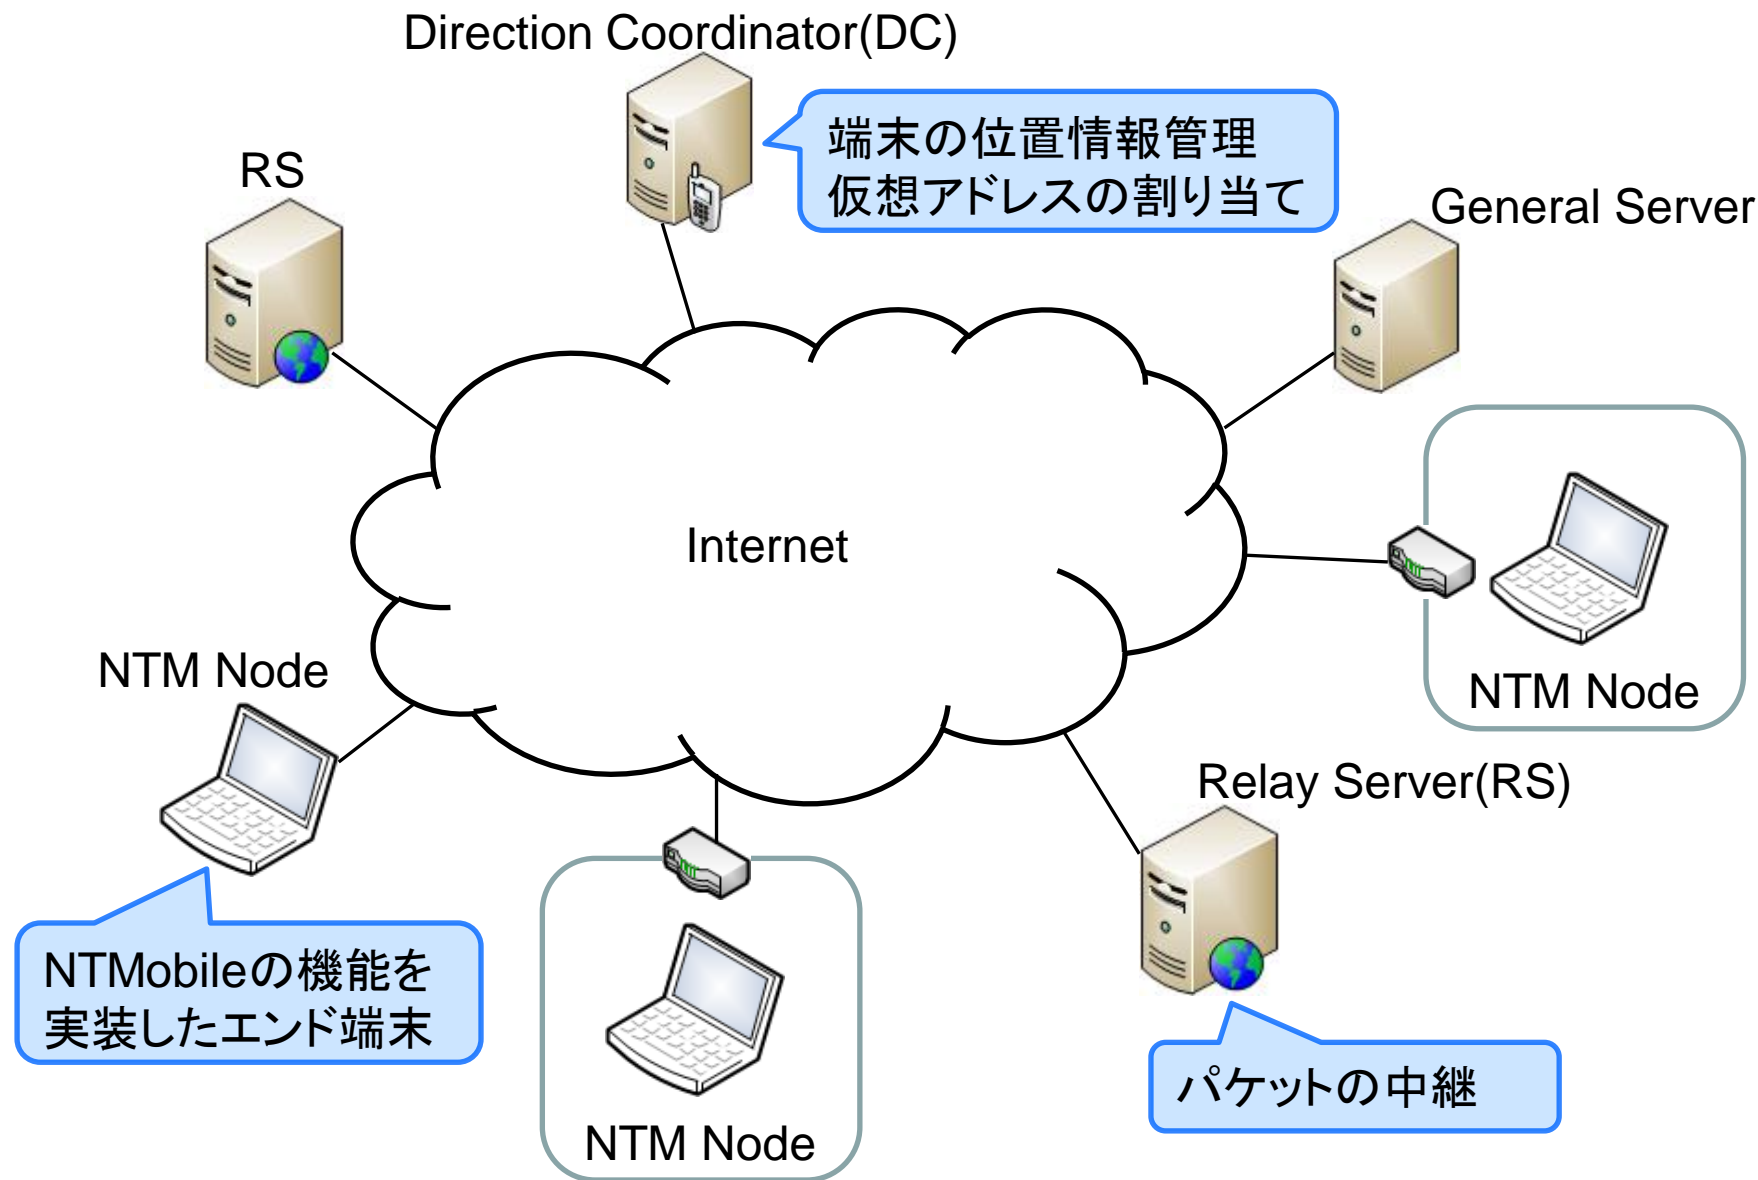 Direction Coordinator(DC)
端末の位置情報管理
仮想アドレスの割り当て
RS
General Server
Internet
NTM Node
NTM Node
Relay Server(RS)
NTMobileの機能を
実装したエンド端末
パケットの中継
NTM Node